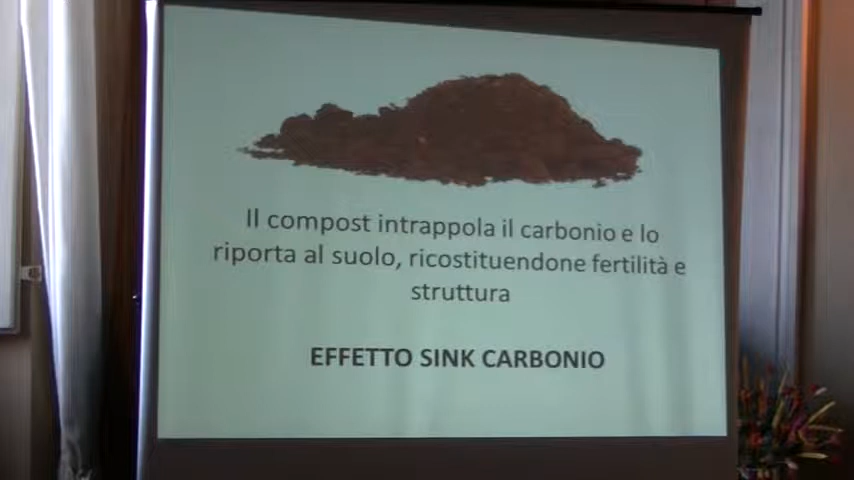 Il compost intrappola il carbonio e lo
riporta al suolo, ricostituendone fertilità e
struttura
EFFETTO SINK CARBONIO